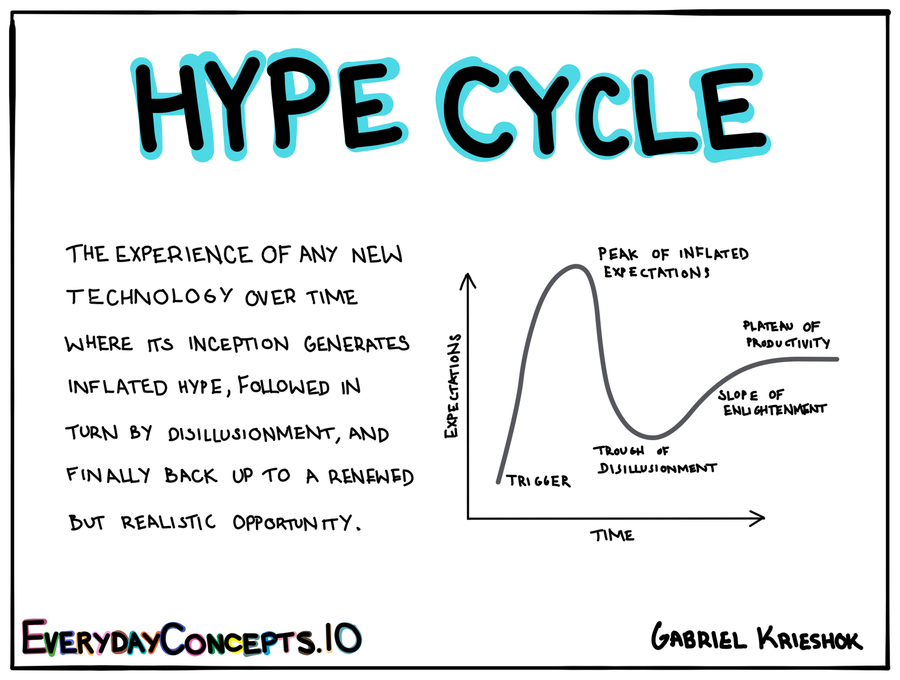 HYPE CYCLE
THE EXPERIENCE OF ANY NEW
TECHNOLOGY OVER TIME
WHERE ITS INCEPTION GENERATES
INFLATED HYPE, FOLLOWED IN
TURN BY DISILLUSIONMENT, AND
FINALLY BACK UP TO A RENEWED
BUT REALISTIC OPPORTUNITY.
EXPECTATIONS
PEAK OF INFLATED
EXPECTATIONS
PLATEAU OF
PRODUCTIVITY
SLOPE OF
ENLIGHTENMENT
TROUGH OF
DISILLUSIONMENT
TRIGGER
TIME
EVERYDAYCONCEPTS.IO
GABRIEL KRIESHOK